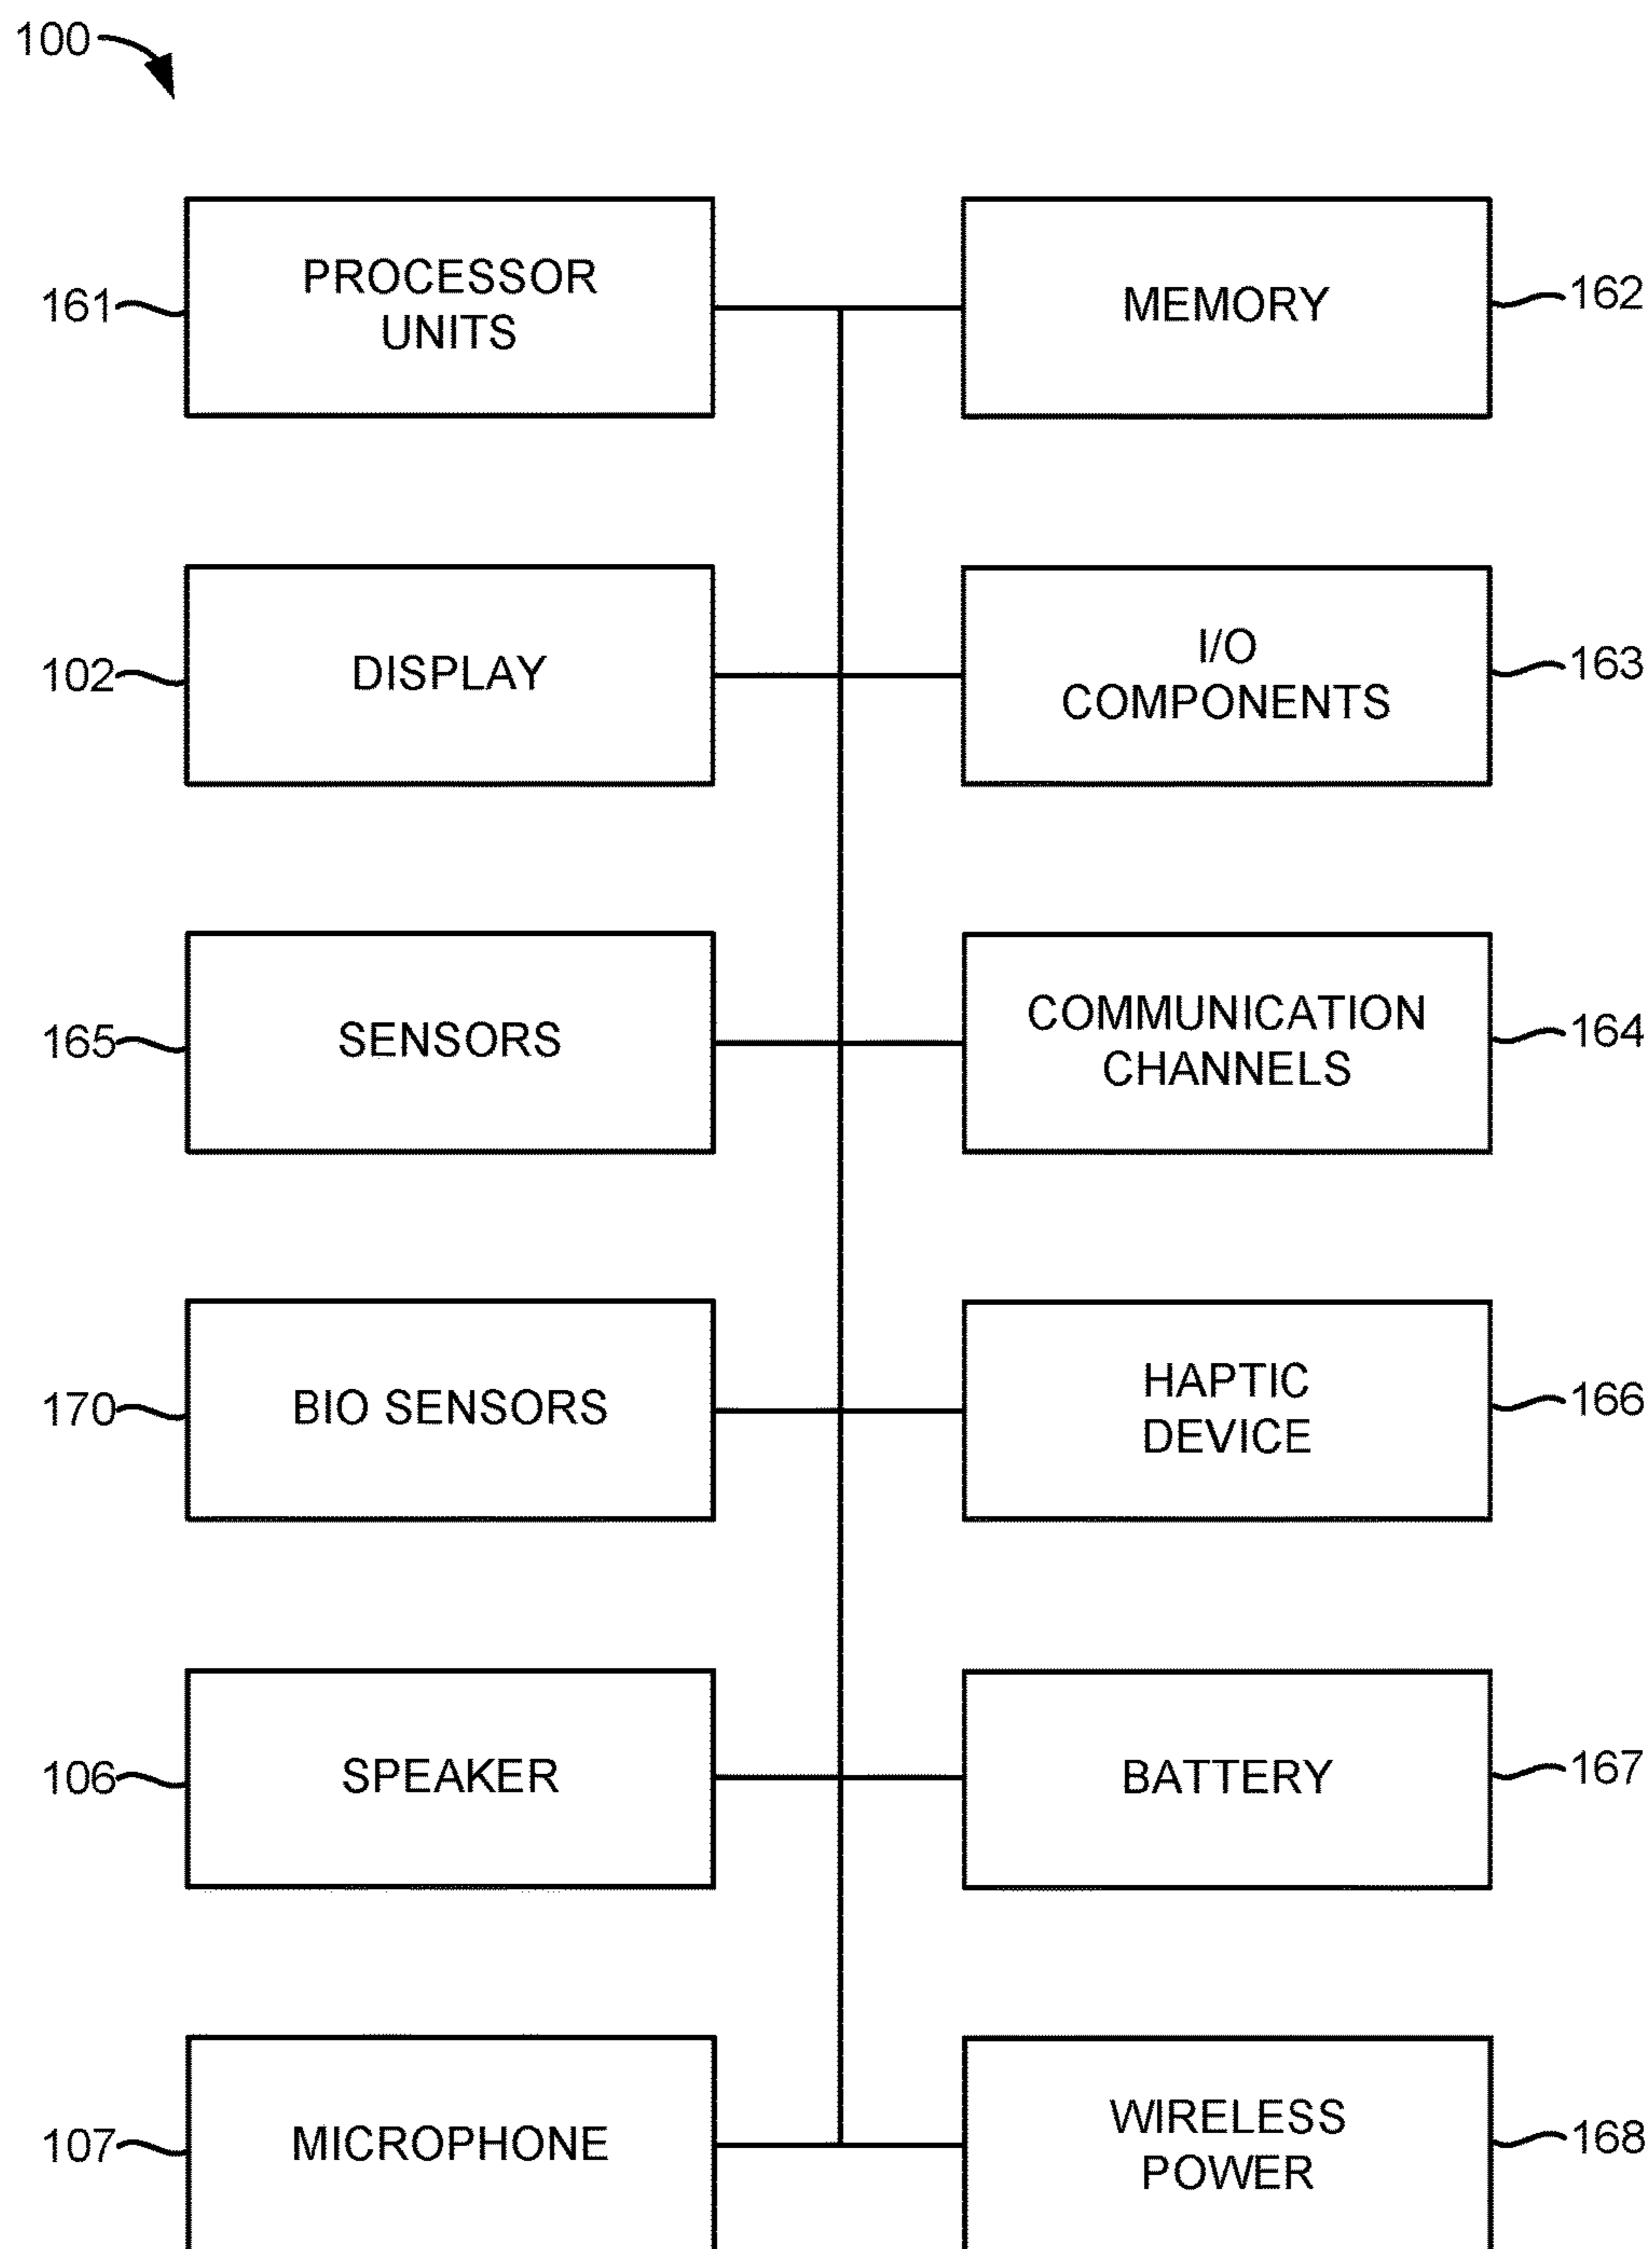 100
161
PROCESSOR
UNITS
MEMORY
162
102
DISPLAY
I/O
COMPONENTS
163
165
SENSORS
COMMUNICATION
CHANNELS
164
170
BIO SENSORS
HAPTIC
DEVICE
166
106
SPEAKER
BATTERY
167
107
MICROPHONE
WIRELESS
POWER
168